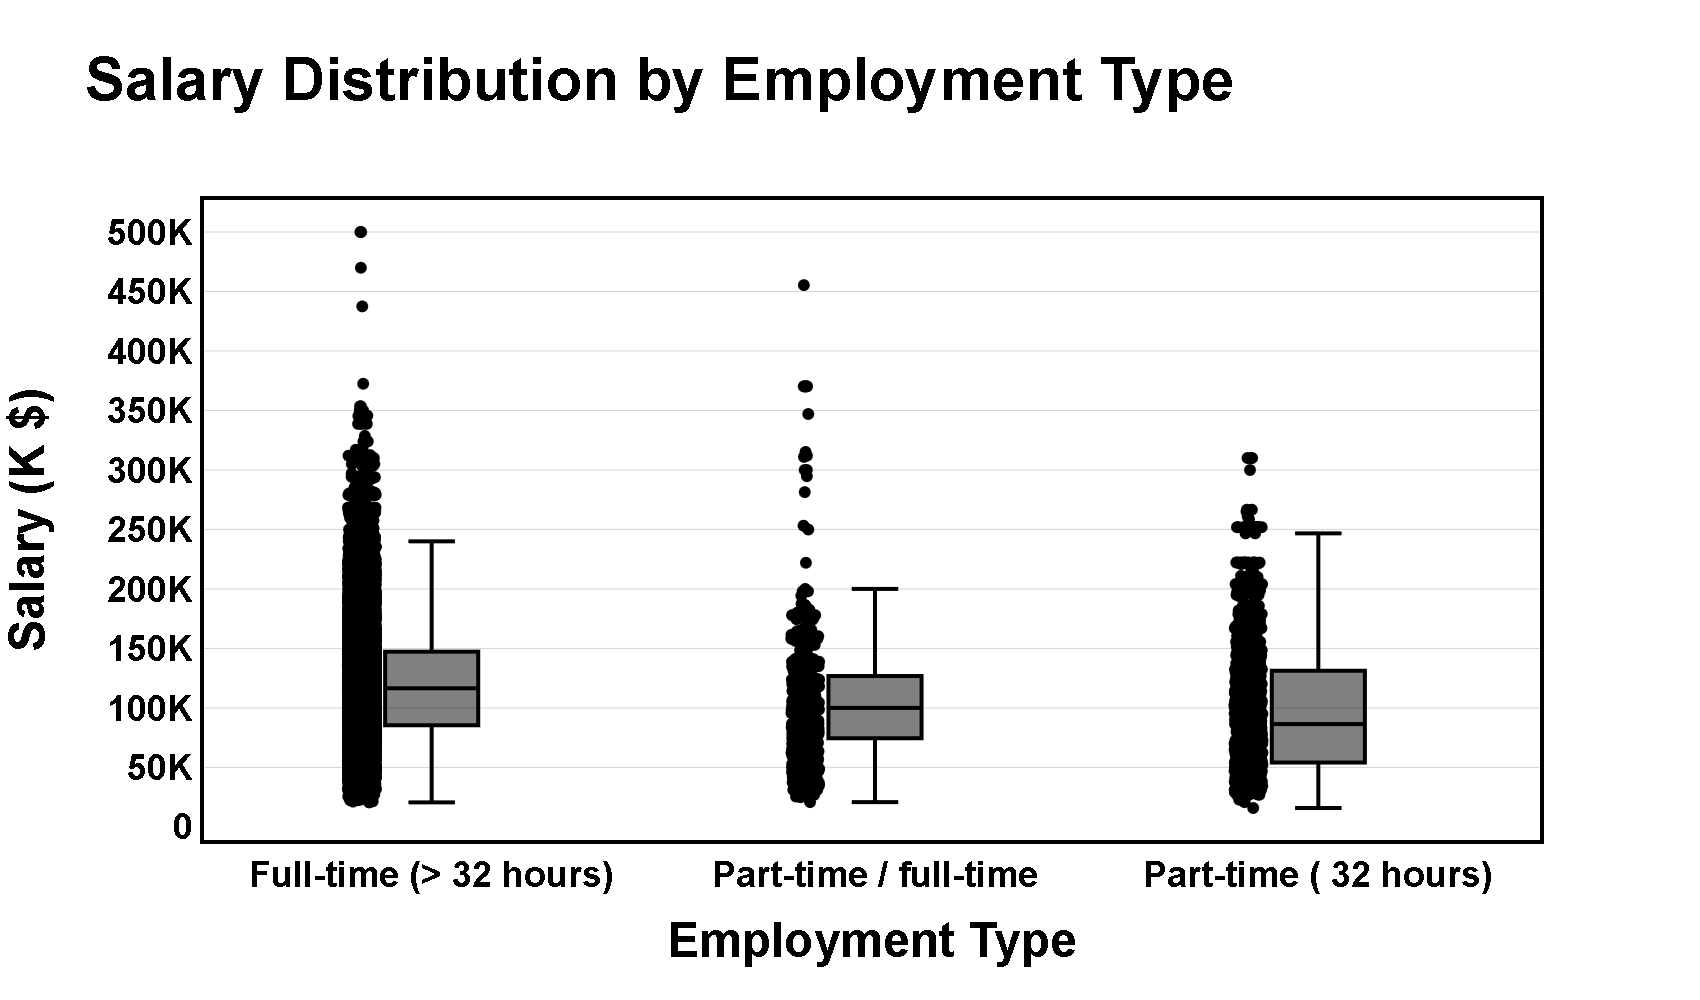 Salary Distribution by Employment Type
500K
450K
400K
350K
300K
250K
200K
150K
100K
50K
0
Salary (K $)
Full-time (> 32 hours) Part-time / full-time Part-time ( 32 hours)
Employment Type